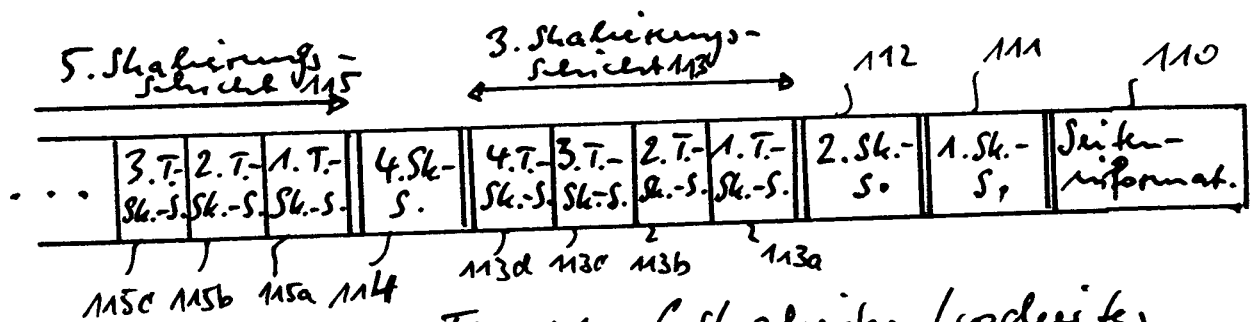 5. Skalierungs-
schicht 115
3. Skalierungs-
schicht 113
112
111
110
...
3. T.-
Sk.-S.
2. T.-
Sk.-S.
1. T.-
Sk.-S.
4. Sk-
S.
4. T.-
Sk.-S.
3. T.-
Sk.-S.
2. T.-
Sk.-S.
1. T.-
Sk.-S.
2. Sk.-
S.
1. Sk.-
S.
Seiten-
informat.
115c 115b 115a 114 113d 113c 113b 113a